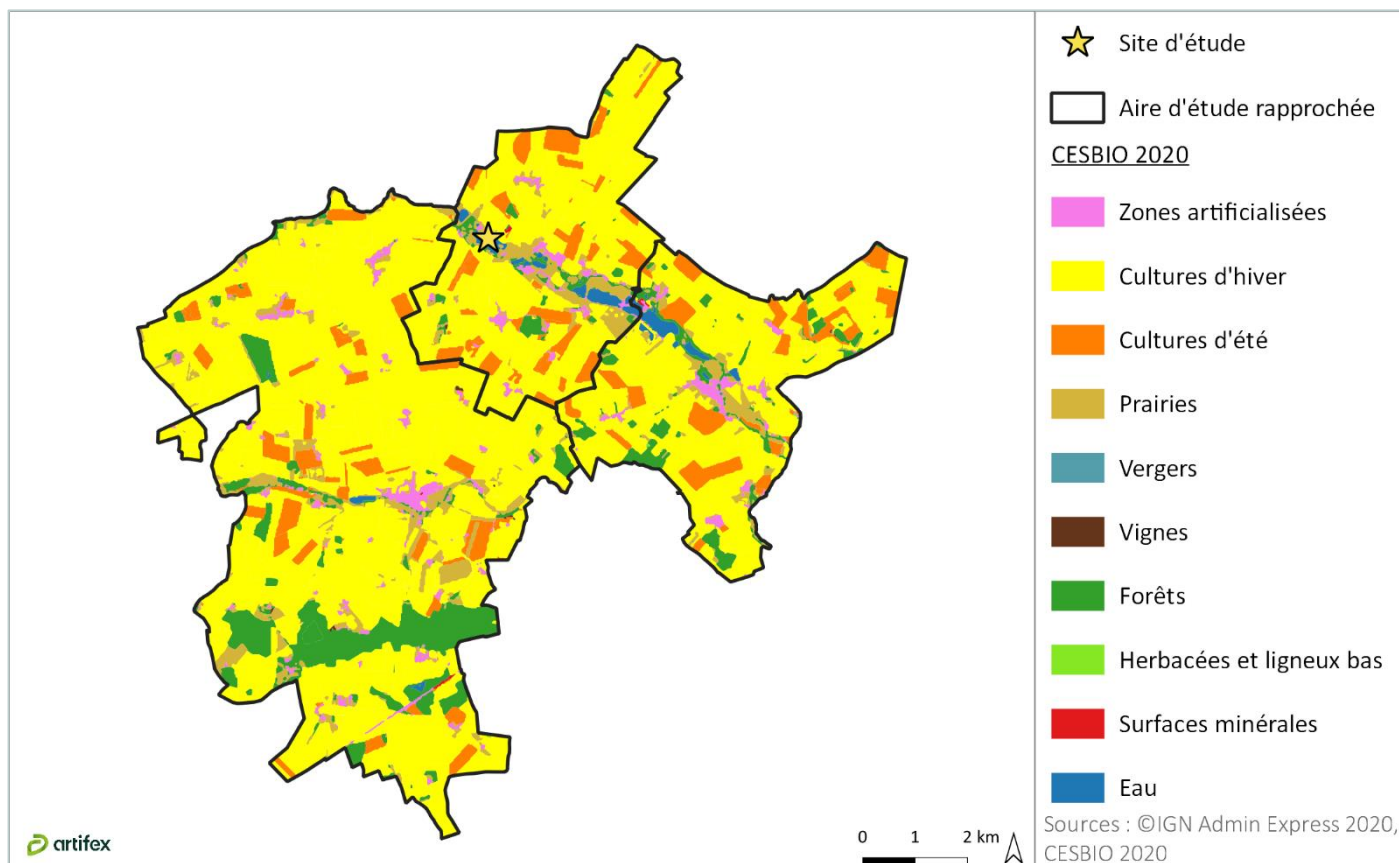 Site d'étude
Aire d'étude rapprochée
CESBIO 2020
Zones artificialisées
Cultures d'hiver
Cultures d'été
Prairies
Vergers
Vignes
Forêts
Herbacées et ligneux bas
Surfaces minérales
Eau
Sources : ©IGN Admin Express 2020,
CESBIO 2020
0 1 2 km
artifex